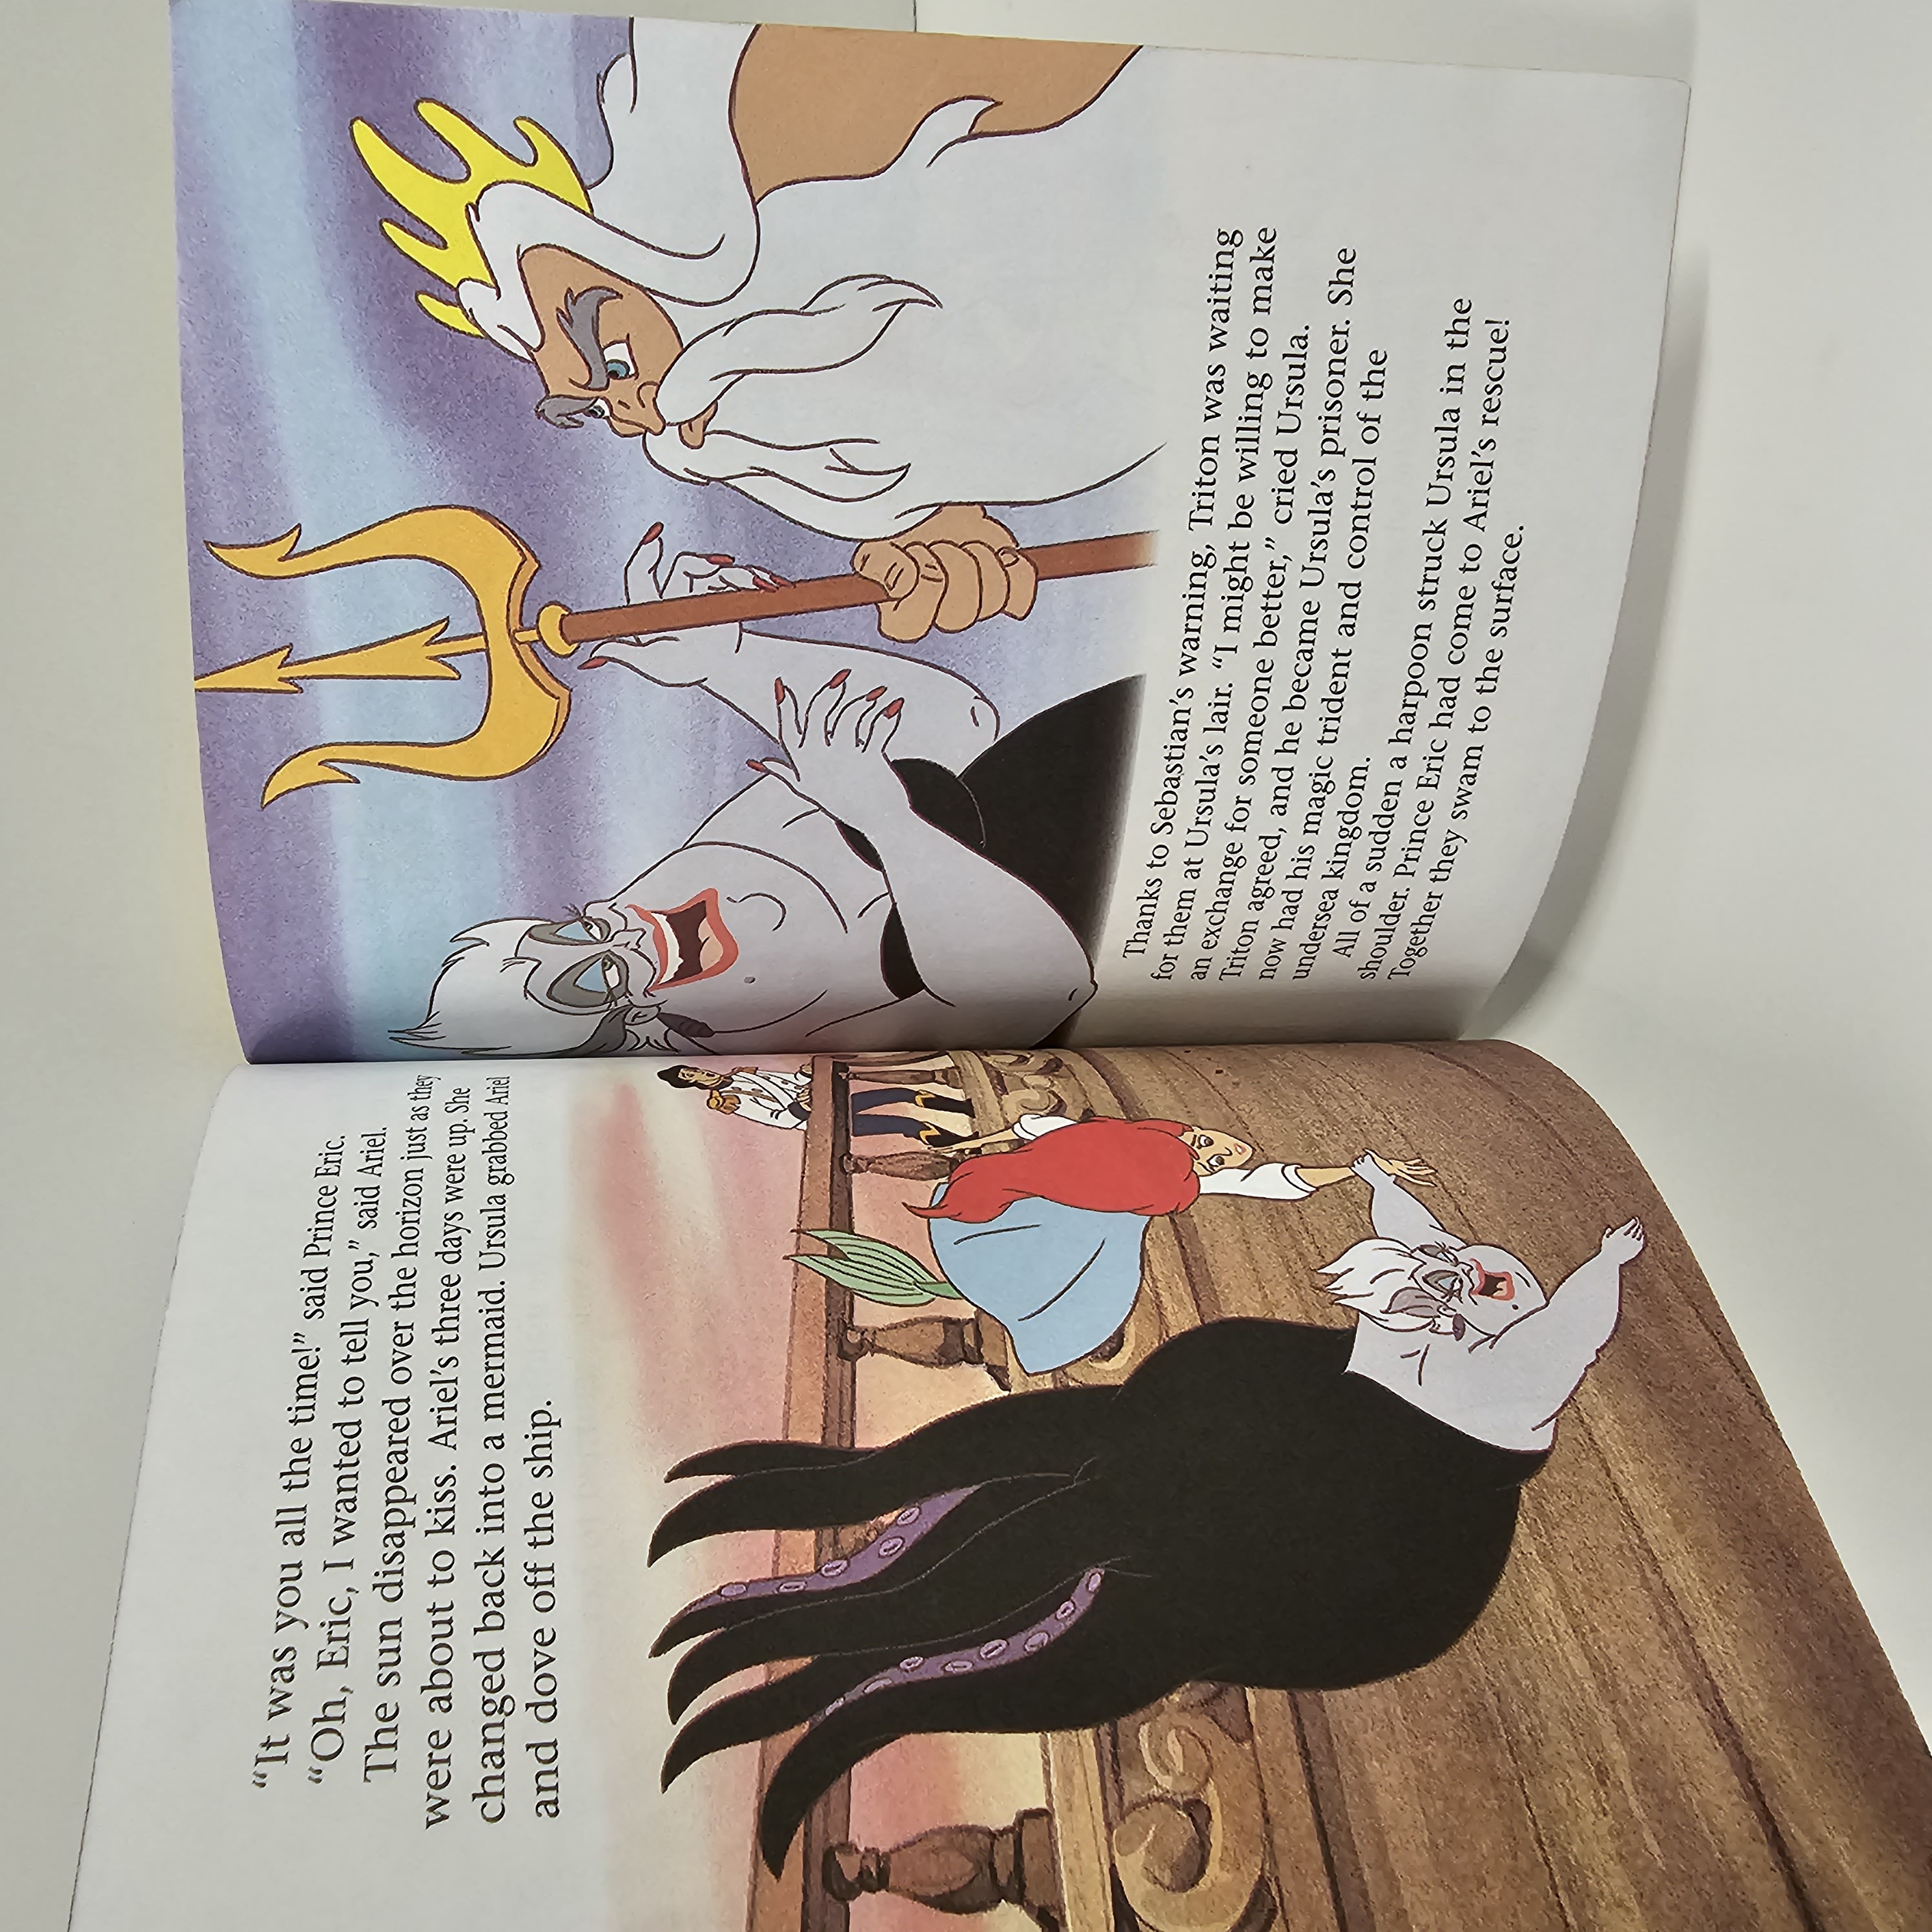 “It was you all the time!” said Prince Eric.
“Oh, Eric, I wanted to tell you,” said Ariel.
The sun disappeared over the horizon just as they
were about to kiss. Ariel’s three days were up. She
changed back into a mermaid. Ursula grabbed Ariel
and dove off the ship.
Thanks to Sebastian’s warning, Triton was waiting
for them at Ursula’s lair. “I might be willing to make
an exchange for someone better,” cried Ursula.
Triton agreed, and he became Ursula’s prisoner. She
now had his magic trident and control of the
undersea kingdom.
All of a sudden a harpoon struck Ursula in the
shoulder. Prince Eric had come to Ariel’s rescue!
Together they swam to the surface.